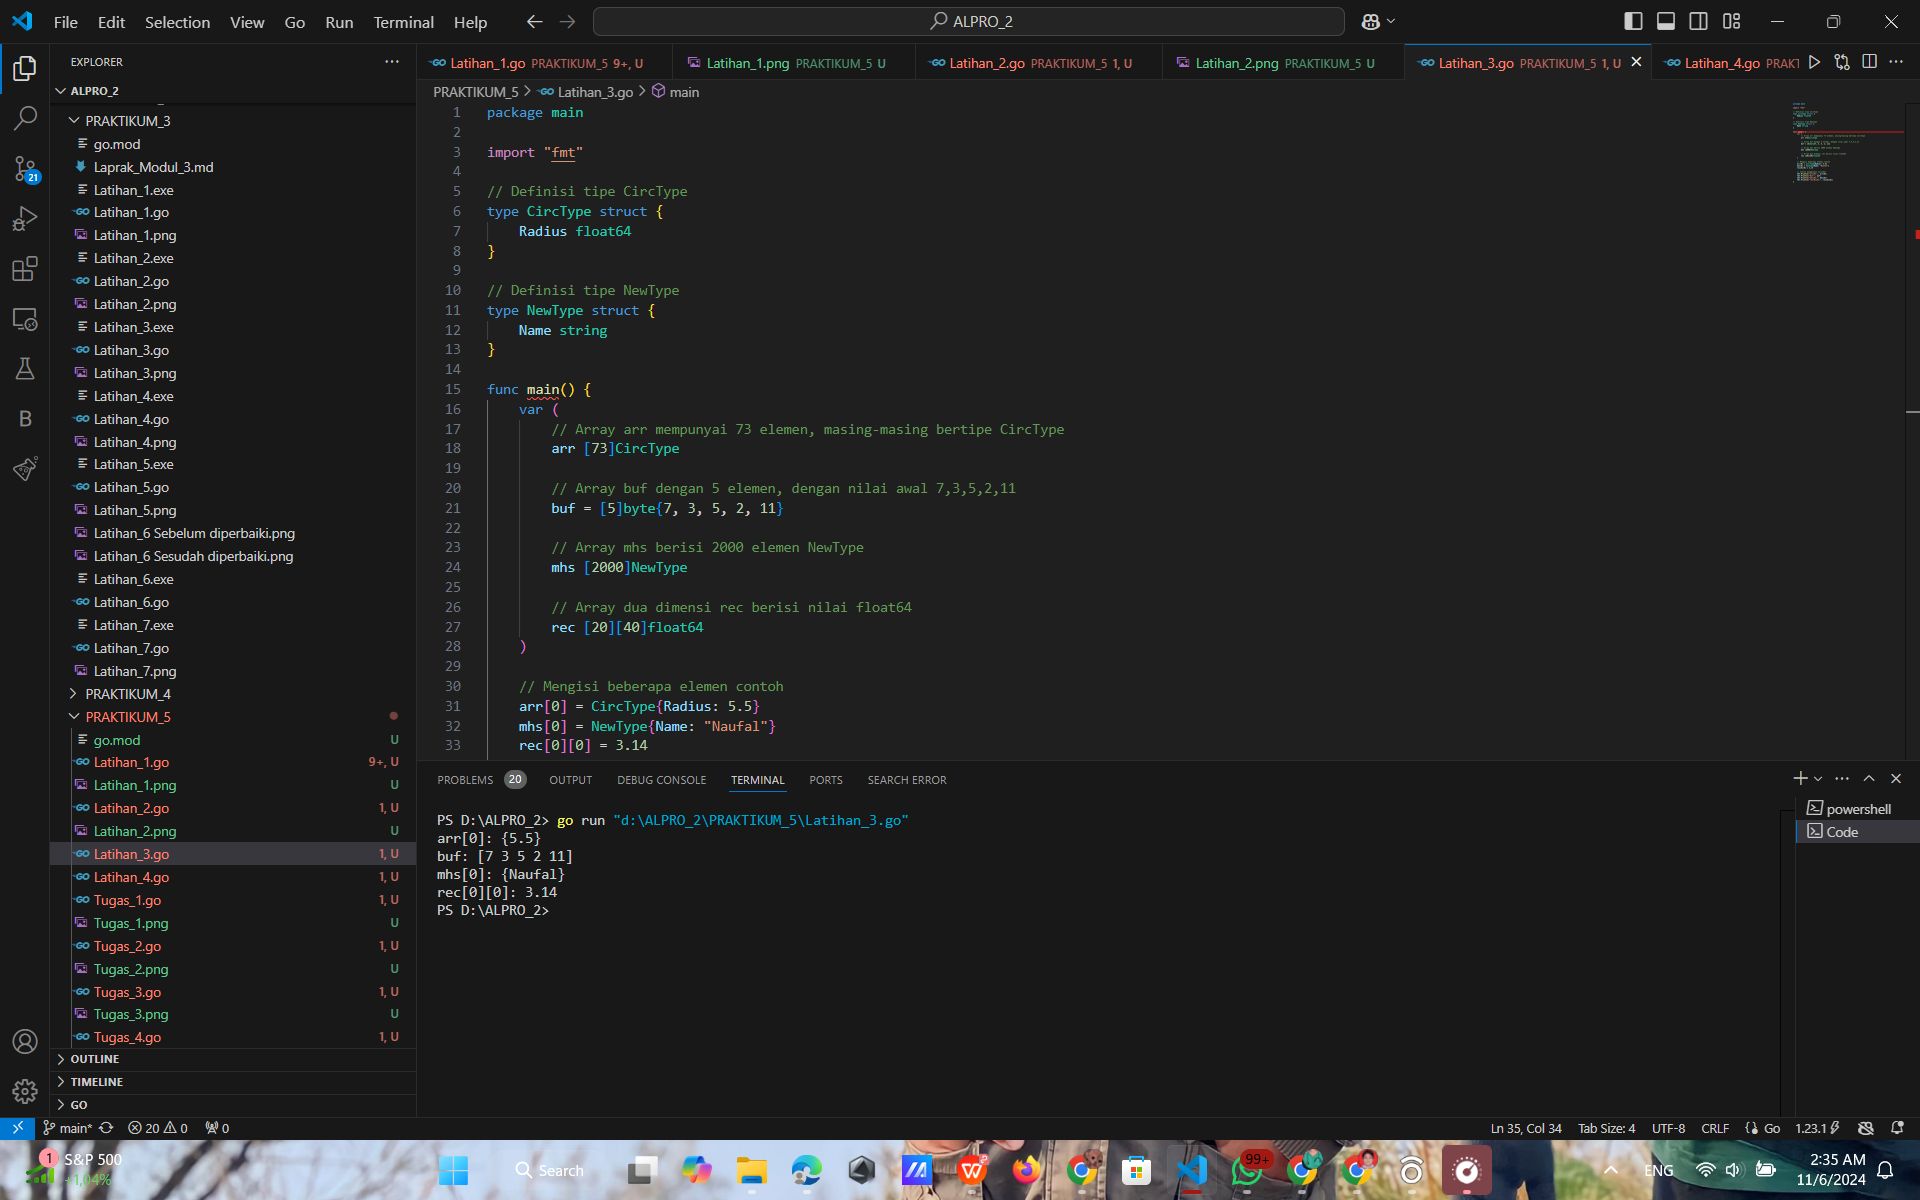 File Edit Selection View Go Run Terminal Help
ALPRO_2
EXPLORER
ALPRO_2
PRAKTIKUM_3
go.mod
Laprak_Modul_3.md
Latihan_1.exe
Latihan_1.go
Latihan_1.png
Latihan_2.exe
Latihan_2.go
Latihan_2.png
Latihan_3.exe
Latihan_3.go
Latihan_3.png
Latihan_4.exe
Latihan_4.go
Latihan_4.png
Latihan_5.exe
Latihan_5.go
Latihan_5.png
Latihan_6 Sebelum diperbaiki.png
Latihan_6 Sesudah diperbaiki.png
Latihan_6.exe
Latihan_6.go
Latihan_7.exe
Latihan_7.go
Latihan_7.png
PRAKTIKUM_4
PRAKTIKUM_5
go.mod U
Latihan_1.go 9+, U
Latihan_1.png U
Latihan_2.go 1, U
Latihan_2.png U
Latihan_3.go 1, U
Latihan_4.go 1, U
Tugas_1.go 1, U
Tugas_1.png U
Tugas_2.go 1, U
Tugas_2.png U
Tugas_3.go 1, U
Tugas_3.png U
Tugas_4.go 1, U
OUTLINE
TIMELINE
GO
21
Latihan_1.go PRAKTIKUM_5 9+, U
Latihan_1.png PRAKTIKUM_5 U
Latihan_2.go PRAKTIKUM_5 1, U
Latihan_2.png PRAKTIKUM_5 U
Latihan_3.go PRAKTIKUM_5 1, U
Latihan_4.go PRAKT
PRAKTIKUM_5 > Latihan_3.go > main
1 package main
2
3 import "fmt"
4
5 // Definisi tipe CircType
6 type CircType struct {
7 Radius float64
8 }
9
10 // Definisi tipe NewType
11 type NewType struct {
12 Name string
13 }
14
15 func main() {
16 var (
17 // Array arr mempunyai 73 elemen, masing-masing bertipe CircType
18 arr [73]CircType
19
20 // Array buf dengan 5 elemen, dengan nilai awal 7,3,5,2,11
21 buf = [5]byte{7, 3, 5, 2, 11}
22
23 // Array mhs berisi 2000 elemen NewType
24 mhs [2000]NewType
25
26 // Array dua dimensi rec berisi nilai float64
27 rec [20][40]float64
28 )
29
30 // Mengisi beberapa elemen contoh
31 arr[0] = CircType{Radius: 5.5}
32 mhs[0] = NewType{Name: "Naufal"}
33 rec[0][0] = 3.14
PROBLEMS 20 OUTPUT DEBUG CONSOLE TERMINAL PORTS SEARCH ERROR
PS D:\ALPRO_2> go run "d:\ALPRO_2\PRAKTIKUM_5\Latihan_3.go"
arr[0]: {5.5}
buf: [7 3 5 2 11]
mhs[0]: {Naufal}
rec[0][0]: 3.14
PS D:\ALPRO_2>
powershell
Code
main* 20 0 0
Ln 35, Col 34 Tab Size: 4 UTF-8 CRLF Go 1.23.1
1
S&P 500
+1,04%
Search
99+
ENG
2:35 AM
11/6/2024